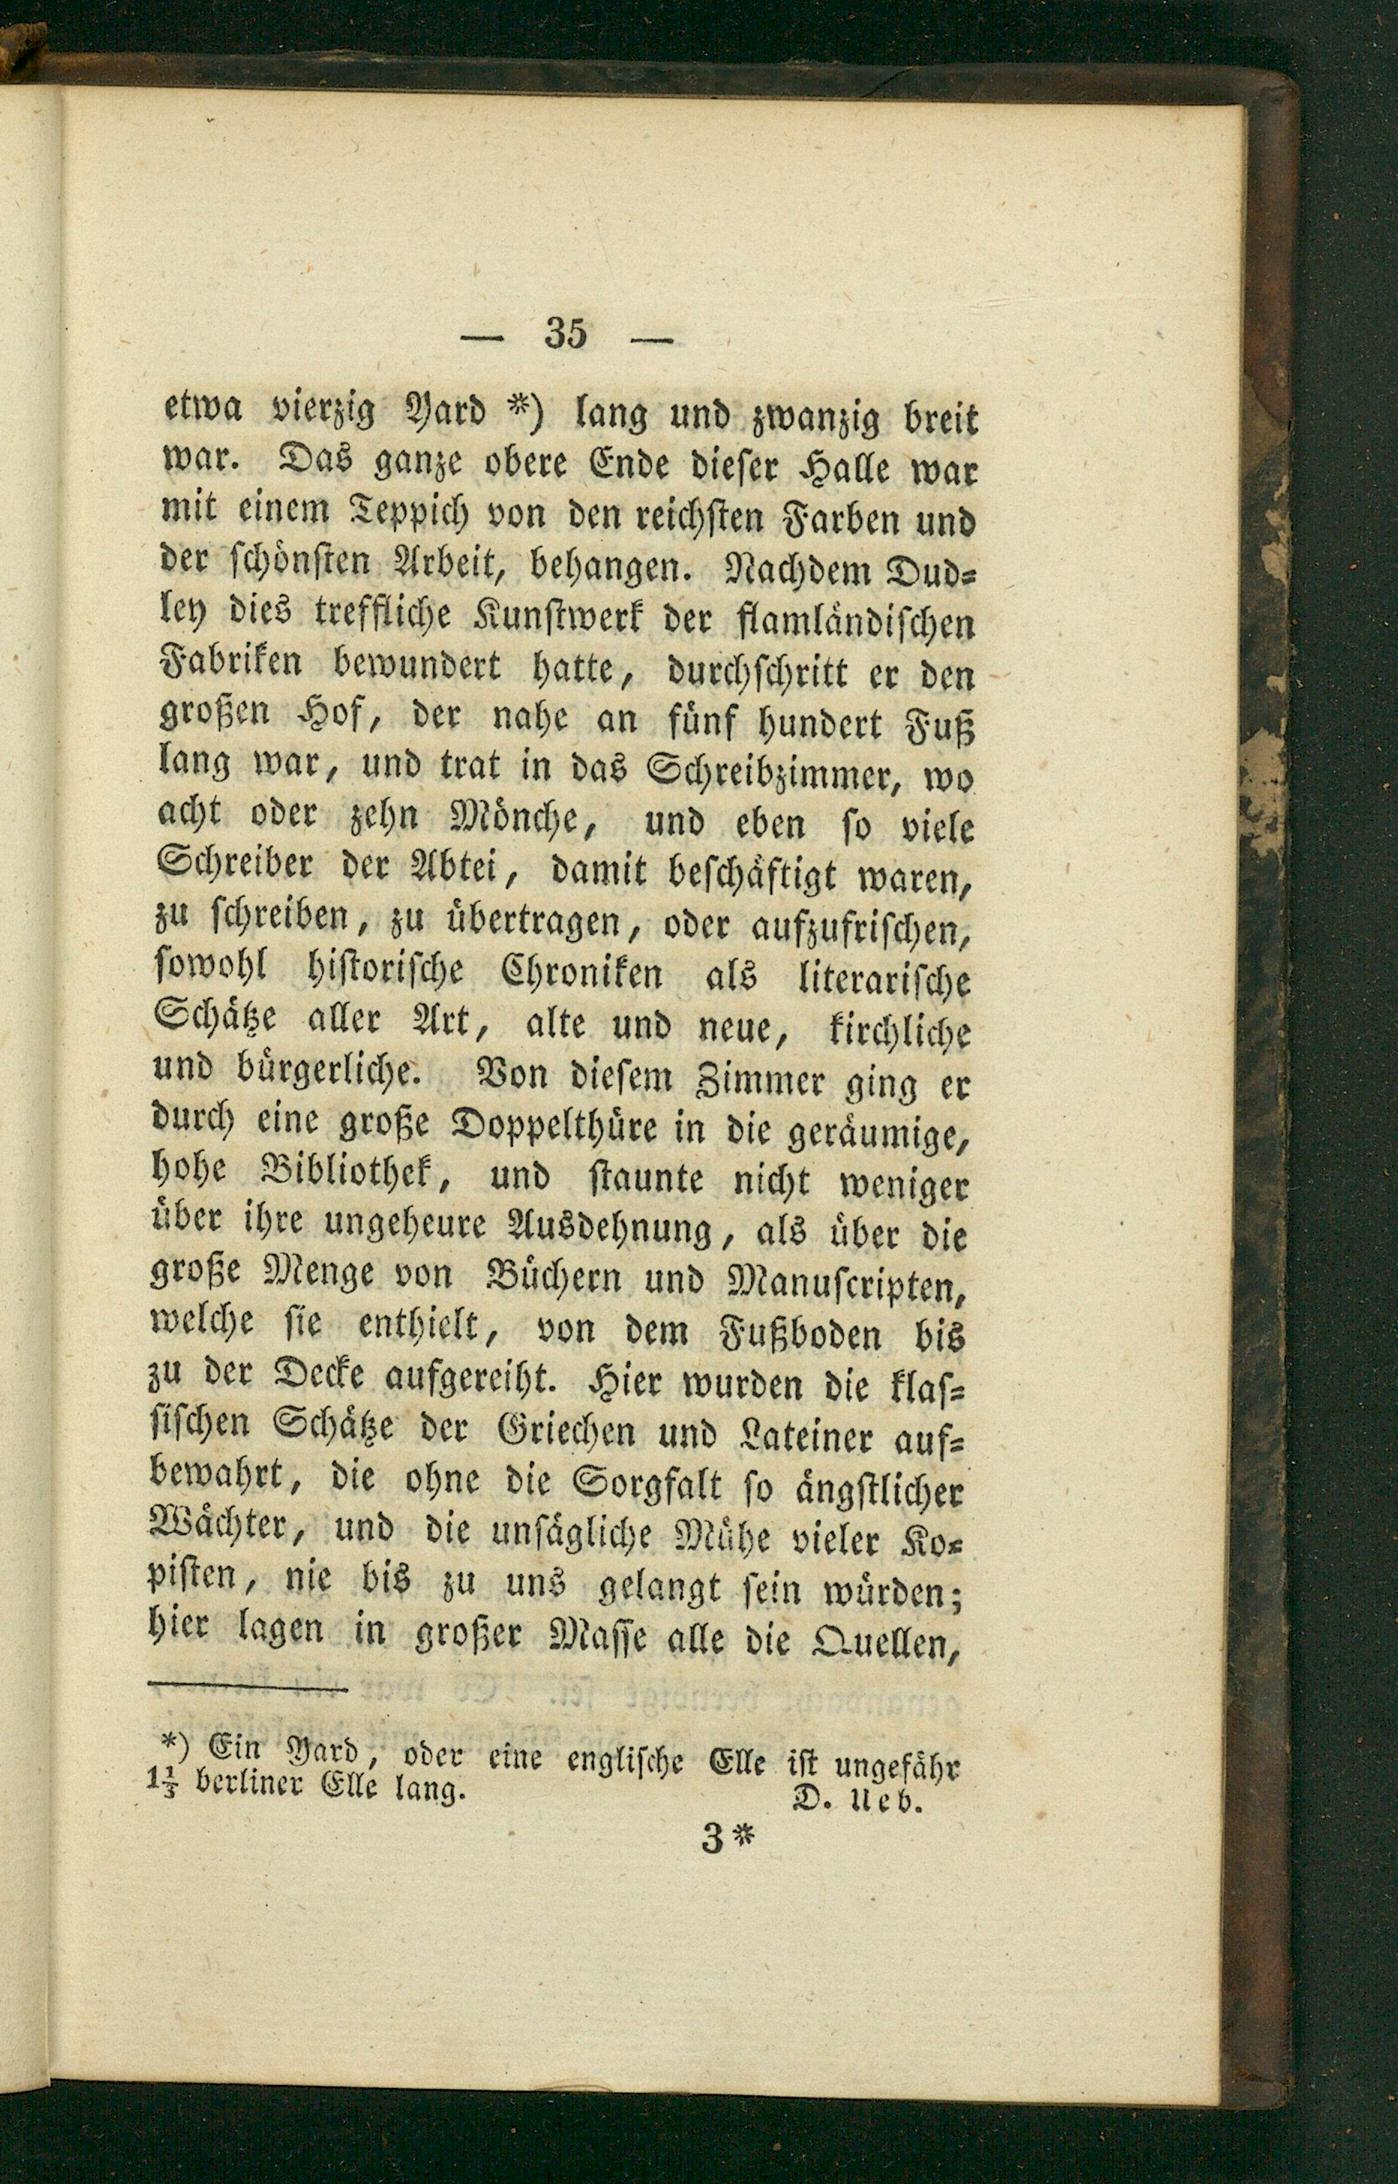 — 35 —
etwa vierzig Yard *) lang und zwanzig breit
war. Das ganze obere Ende dieser Halle war
mit einem Teppich von den reichsten Farben und
der schönsten Arbeit, behangen. Nachdem Dud-
ley dies treffliche Kunstwerk der flamländischen
Fabriken bewundert hatte, durchschritt er den
großen Hof, der nahe an fünf hundert Fuß
lang war, und trat in das Schreibzimmer, wo
acht oder zehn Mönche, und eben so viele
Schreiber der Abtei, damit beschäftigt waren,
zu schreiben, zu übertragen, oder aufzufrischen,
sowohl historische Chroniken als literarische
Schätze aller Art, alte und neue, kirchliche
und bürgerliche. Von diesem Zimmer ging er
durch eine große Doppelthüre in die geräumige,
hohe Bibliothek, und staunte nicht weniger
über ihre ungeheure Ausdehnung, als über die
große Menge von Büchern und Manuscripten,
welche sie enthielt, von dem Fußboden bis
zu der Decke aufgereiht. Hier wurden die klas-
sischen Schätze der Griechen und Lateiner auf-
bewahrt, die ohne die Sorgfalt so ängstlicher
Wächter, und die unsägliche Mühe vieler Ko-
pisten, nie bis zu uns gelangt sein würden;
hier lagen in großer Masse alle die Quellen,
*) Ein Yard, oder eine englische Elle ist ungefähr
1⅓ berliner Elle lang. D. Ueb.
3*